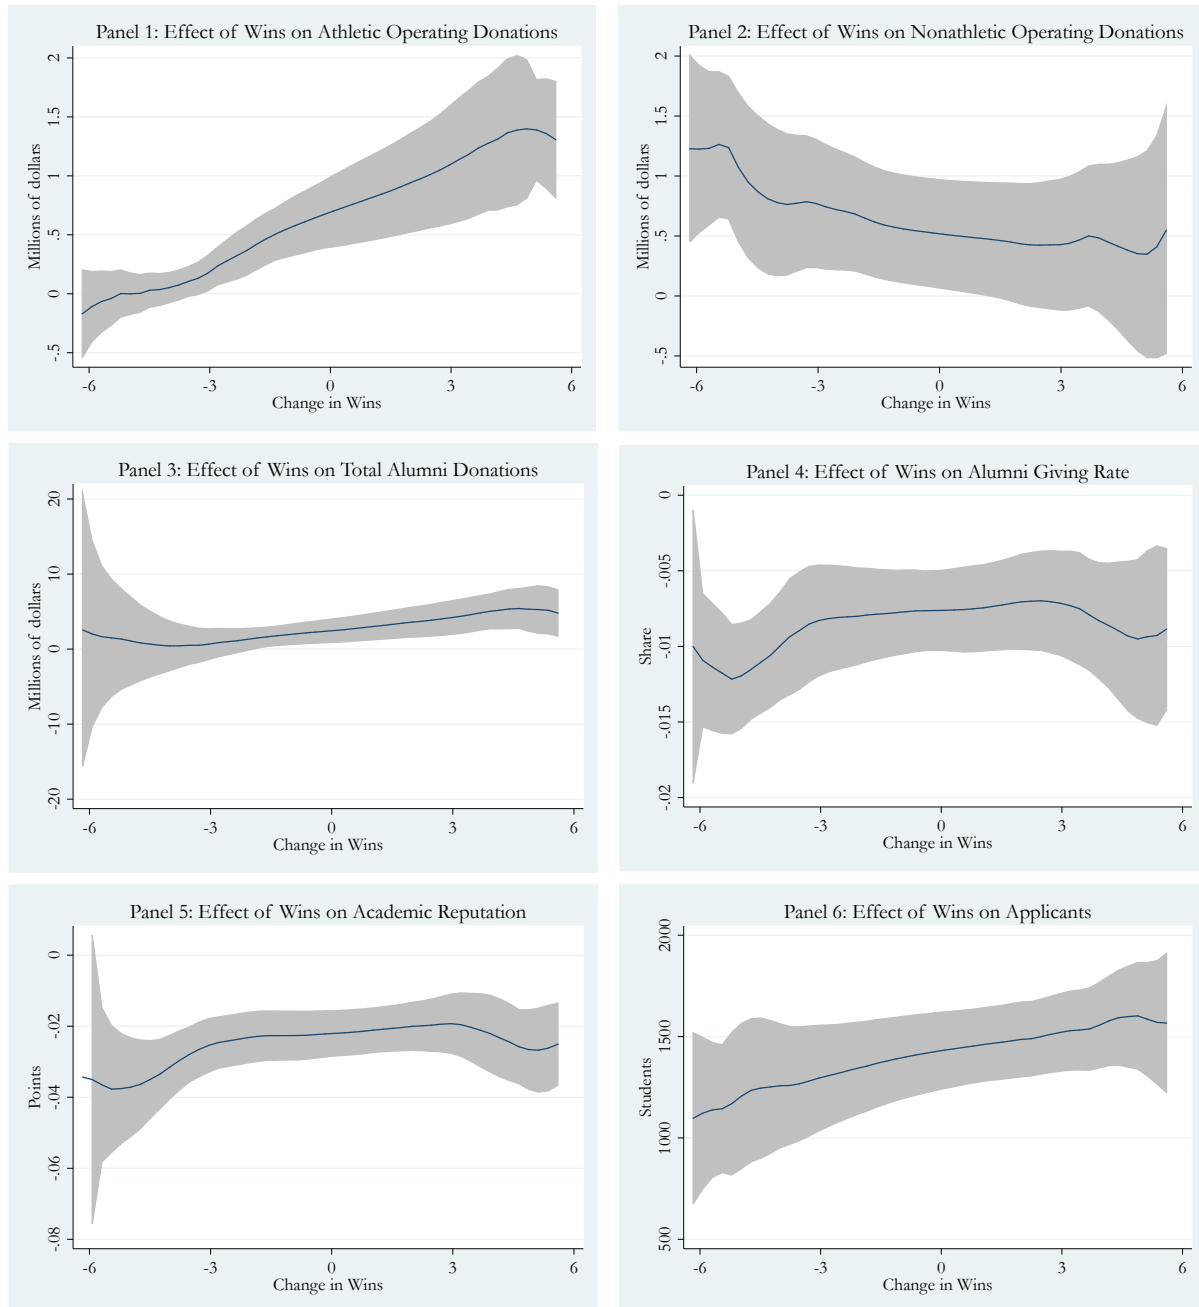 Panel 1: Effect of Wins on Athletic Operating Donations
Millions of dollars
2
1.5
1
.5
0
-.5
-6 -3 0 3 6
Change in Wins
Panel 2: Effect of Wins on Nonathletic Operating Donations
Millions of dollars
2
1.5
1
.5
0
-.5
-6 -3 0 3 6
Change in Wins
Panel 3: Effect of Wins on Total Alumni Donations
Millions of dollars
20
10
0
-10
-20
-6 -3 0 3 6
Change in Wins
Panel 4: Effect of Wins on Alumni Giving Rate
Share
0
-.005
-.01
-.015
-.02
-6 -3 0 3 6
Change in Wins
Panel 5: Effect of Wins on Academic Reputation
Points
0
-.02
-.04
-.06
-.08
-6 -3 0 3 6
Change in Wins
Panel 6: Effect of Wins on Applicants
Students
2000
1500
1000
500
-6 -3 0 3 6
Change in Wins